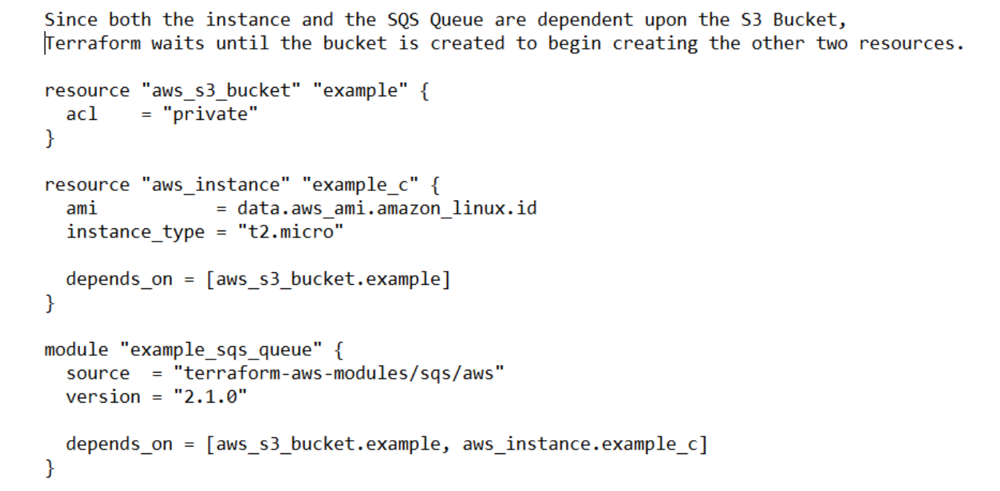 Since both the instance and the SQS Queue are dependent upon the S3 Bucket,
Terraform waits until the bucket is created to begin creating the other two resources.

resource "aws_s3_bucket" "example" {
  acl    = "private"
}

resource "aws_instance" "example_c" {
  ami           = data.aws_ami.amazon_linux.id
  instance_type = "t2.micro"

  depends_on = [aws_s3_bucket.example]
}

module "example_sqs_queue" {
  source  = "terraform-aws-modules/sqs/aws"
  version = "2.1.0"

  depends_on = [aws_s3_bucket.example, aws_instance.example_c]
}